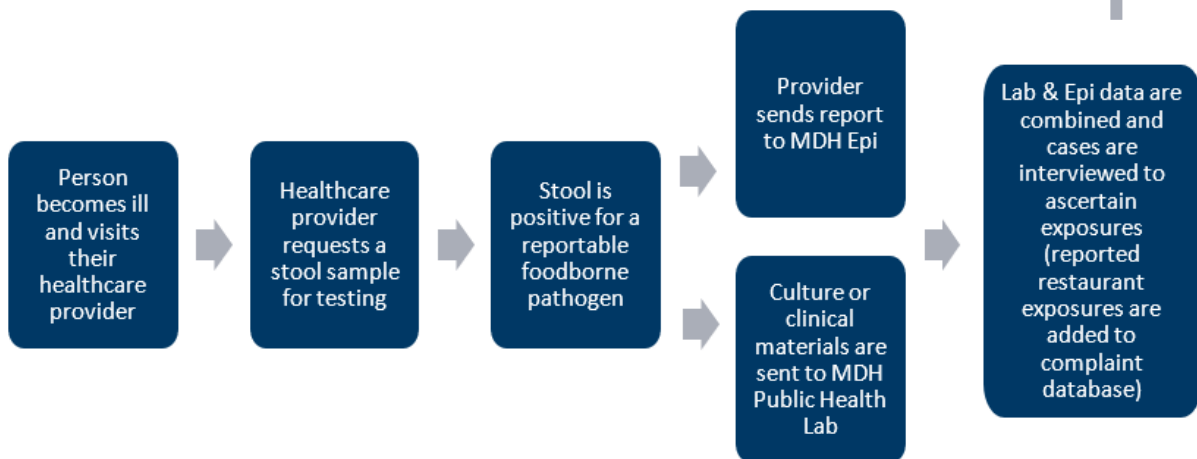 Person
becomes ill
and visits
their
healthcare
provider
Healthcare
provider
requests a
stool sample
for testing
Stool is
positive for a
reportable
foodborne
pathogen
Provider
sends report
to MDH Epi
Culture or
clinical
materials are
sent to MDH
Public Health
Lab
Lab & Epi data are
combined and
cases are
interviewed to
ascertain
exposures
(reported
restaurant
exposures are
added to
complaint
database)